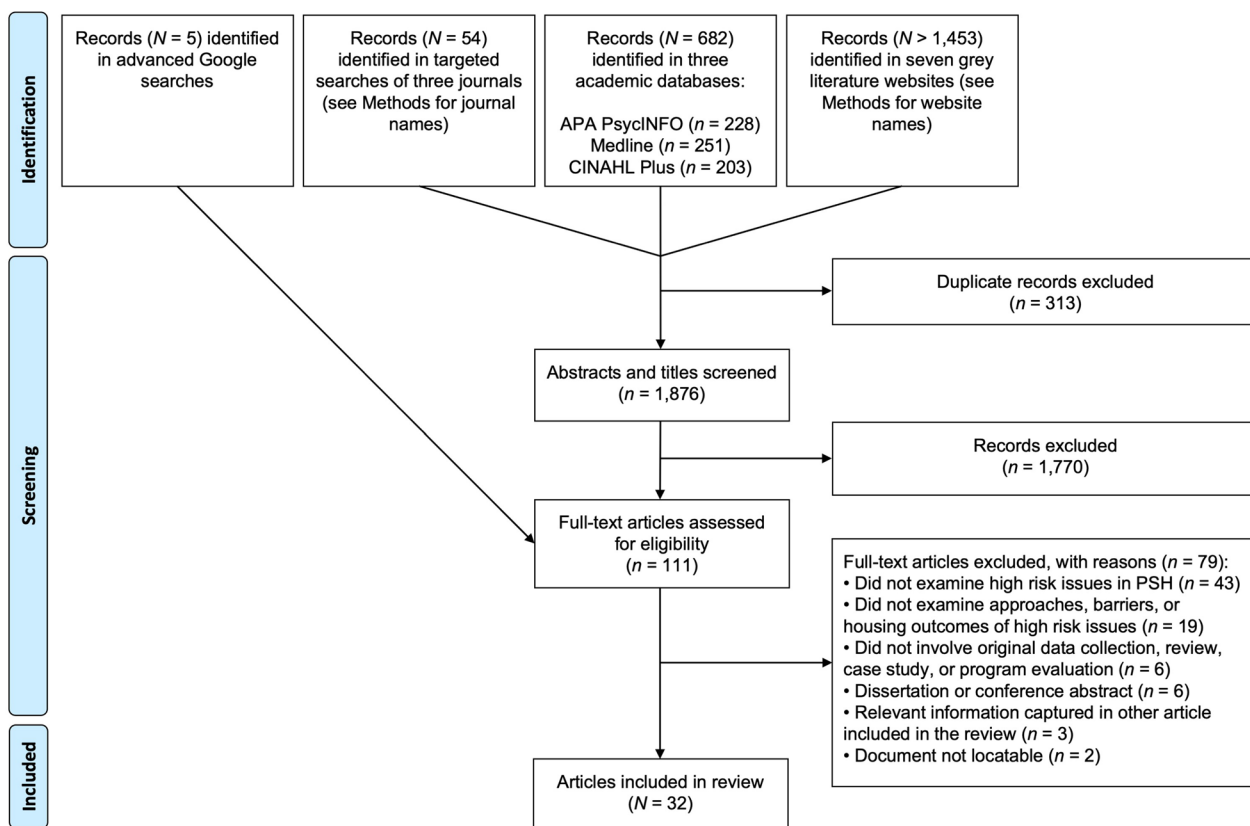 Identification
Records (N = 5) identified
in advanced Google
searches
Records (N = 54)
identified in targeted
searches of three journals
(see Methods for journal
names)
Records (N = 682)
identified in three
academic databases:
APA PsycINFO (n = 228)
Medline (n = 251)
CINAHL Plus (n = 203)
Records (N > 1,453)
identified in seven grey
literature websites (see
Methods for website
names)
Screening
Duplicate records excluded
(n = 313)
Abstracts and titles screened
(n = 1,876)
Records excluded
(n = 1,770)
Full-text articles assessed
for eligibility
(n = 111)
Full-text articles excluded, with reasons (n = 79):
• Did not examine high risk issues in PSH (n = 43)
• Did not examine approaches, barriers, or
housing outcomes of high risk issues (n = 19)
• Did not involve original data collection, review,
case study, or program evaluation (n = 6)
• Dissertation or conference abstract (n = 6)
• Relevant information captured in other article
included in the review (n = 3)
• Document not locatable (n = 2)
Included
Articles included in review
(N = 32)